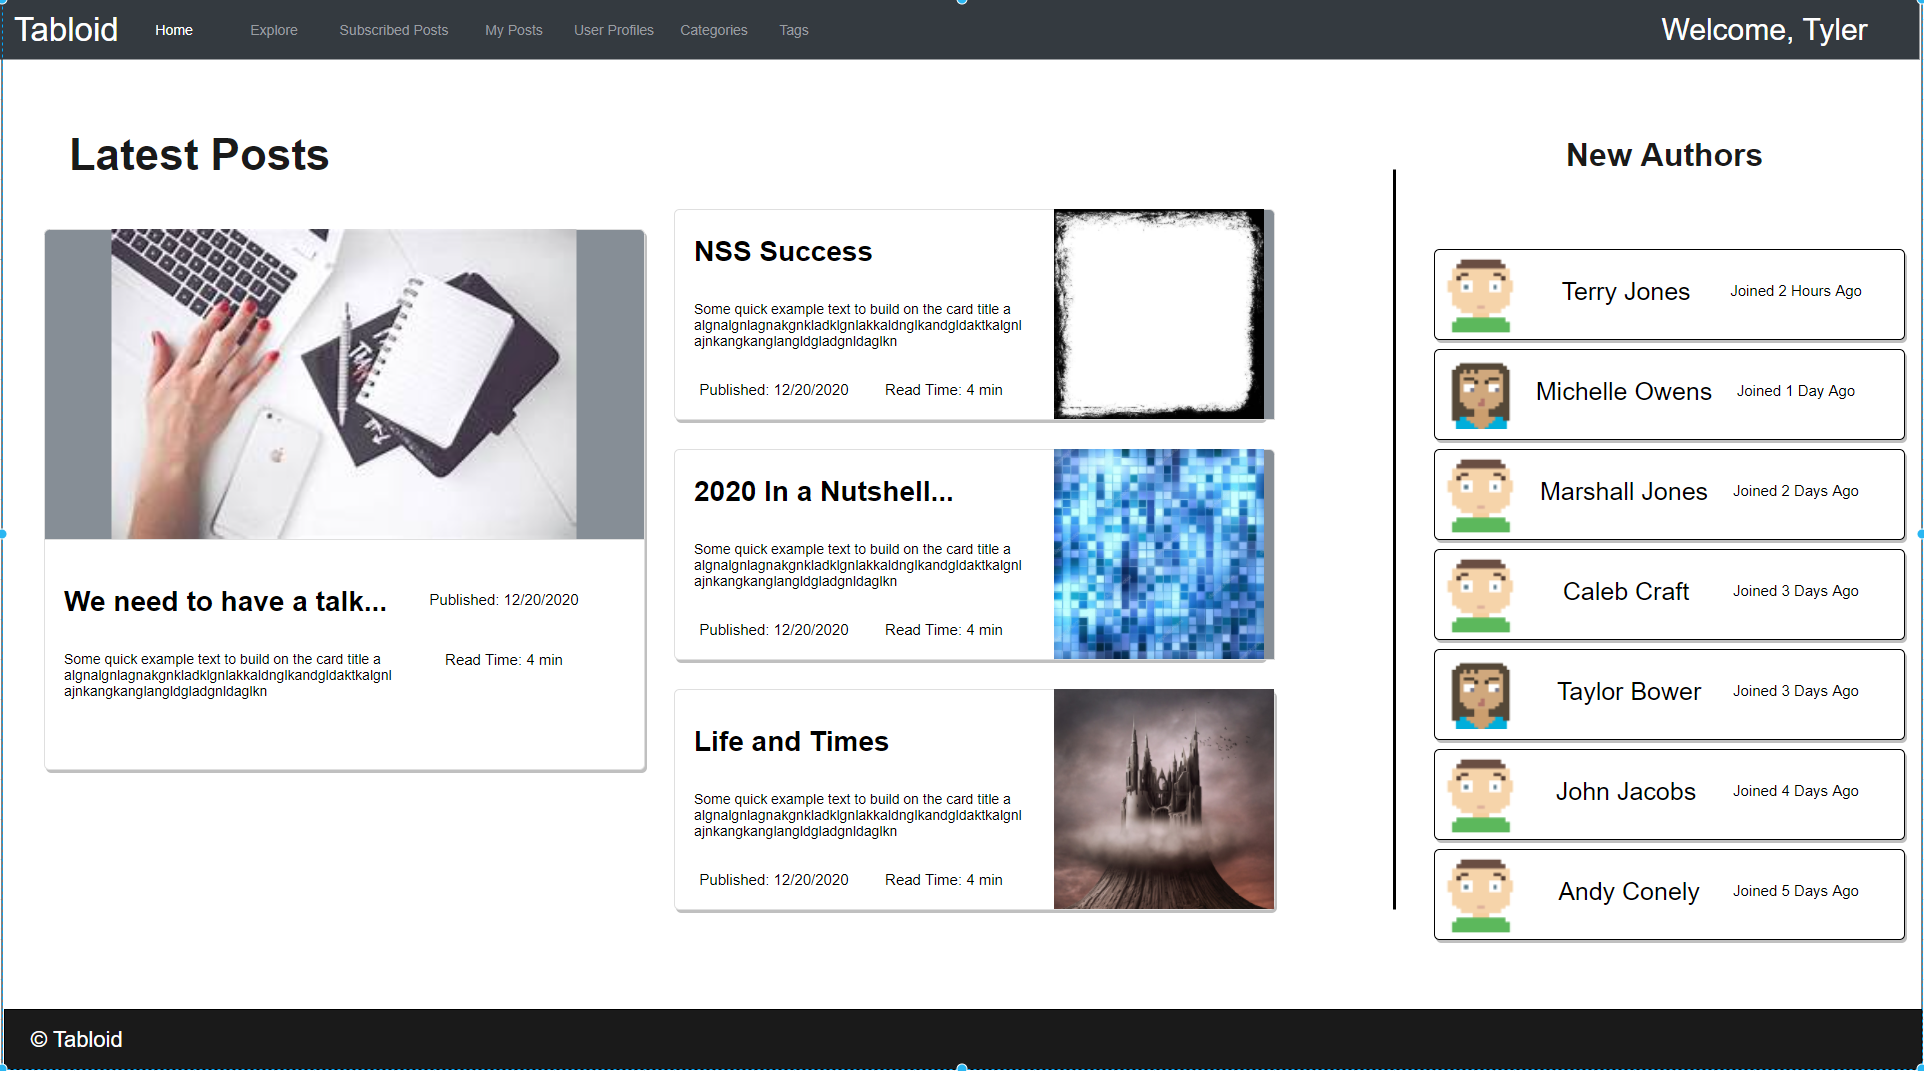 Tabloid Home Explore Subscribed Posts My Posts User Profiles Categories Tags Welcome, Tyler
Latest Posts
We need to have a talk...
Published: 12/20/2020
Some quick example text to build on the card title a
algnalgnlagnakgnkladklgnlakkaldnglkandgldaktkalgnl
ajnkangkanglangldgladgnldaglkn
Read Time: 4 min
NSS Success
Some quick example text to build on the card title a
algnalgnlagnakgnkladklgnlakkaldnglkandgldaktkalgnl
ajnkangkanglangldgladgnldaglkn
Published: 12/20/2020 Read Time: 4 min
2020 In a Nutshell...
Some quick example text to build on the card title a
algnalgnlagnakgnkladklgnlakkaldnglkandgldaktkalgnl
ajnkangkanglangldgladgnldaglkn
Published: 12/20/2020 Read Time: 4 min
Life and Times
Some quick example text to build on the card title a
algnalgnlagnakgnkladklgnlakkaldnglkandgldaktkalgnl
ajnkangkanglangldgladgnldaglkn
Published: 12/20/2020 Read Time: 4 min
New Authors
Terry Jones Joined 2 Hours Ago
Michelle Owens Joined 1 Day Ago
Marshall Jones Joined 2 Days Ago
Caleb Craft Joined 3 Days Ago
Taylor Bower Joined 3 Days Ago
John Jacobs Joined 4 Days Ago
Andy Conely Joined 5 Days Ago
© Tabloid